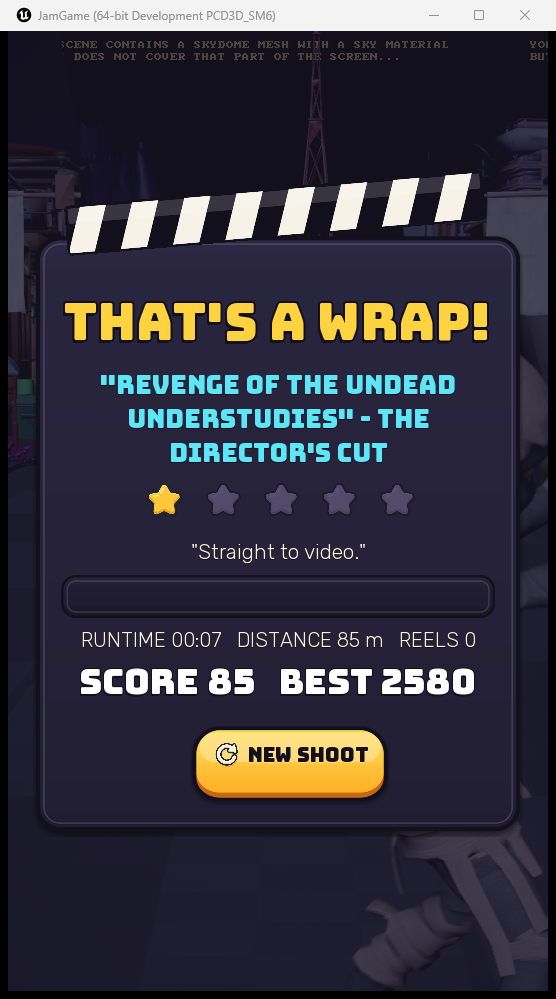 JamGame (64-bit Development PCD3D_SM6)
SCENE CONTAINS A SKYDOME MESH WITH A SKY MATERIAL
DOES NOT COVER THAT PART OF THE SCREEN...
THAT'S A WRAP!
"REVENGE OF THE UNDEAD
UNDERSTUDIES" - THE
DIRECTOR'S CUT
"Straight to video."
RUNTIME 00:07 DISTANCE 85 m REELS 0
SCORE 85 BEST 2580
NEW SHOOT